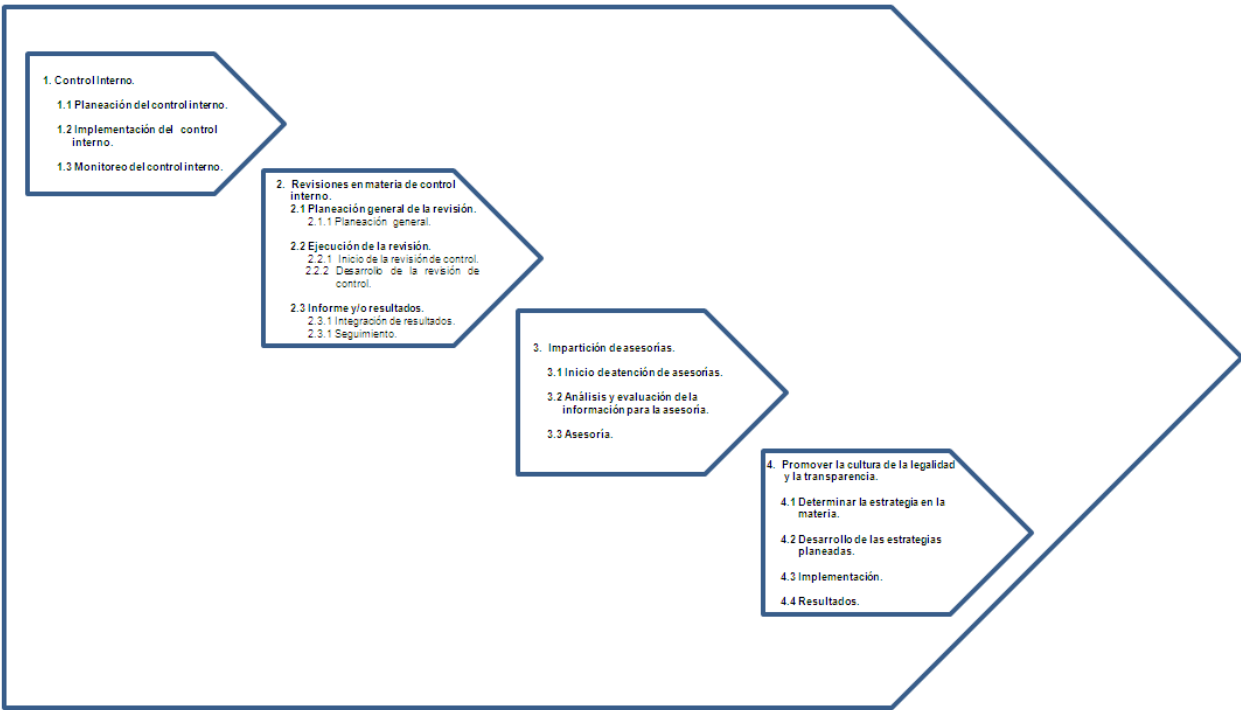 1. Control Interno.
1.1 Planeación del control interno.
1.2 Implementación del control
interno.
1.3 Monitoreo del control interno.
2. Revisiones en materia de control
interno.
2.1 Planeación general de la revisión.
2.1.1 Planeación general.
2.2 Ejecución de la revisión.
2.2.1 Inicio de la revisión de control.
2.2.2 Desarrollo de la revisión de
control.
2.3 Informe y/o resultados.
2.3.1 Integración de resultados.
2.3.1 Seguimiento.
3. Impartición de asesorías.
3.1 Inicio de atención de asesorías.
3.2 Análisis y evaluación de la
información para la asesoría.
3.3 Asesoría.
4. Promover la cultura de la legalidad
y la transparencia.
4.1 Determinar la estrategia en la
materia.
4.2 Desarrollo de las estrategias
planeadas.
4.3 Implementación.
4.4 Resultados.